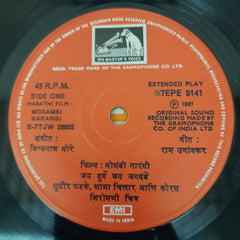 HIS MASTER'S VOICE
REGD. TRADE MARK OF THE GRAMOPHONE CO. LTD.
45 R.P.M.
SIDE ONE
MARATHI FILM :
MOSAMBI
NARANGI
S-7TJW 28952
EXTENDED PLAY
7EPE 9141
℗ 1981
ORIGINAL SOUND
RECORDING MADE BY
THE GRAMOPHONE
CO. OF INDIA LTD
संगीत :
विश्वनाथ मोरे
गीत :
राम उगांवकर
फिल्म : मोसंबी नारंगी
जय दुर्गे जय जगदंबे
सुधीर फडके, शामा चित्तार आणि कोरस
शिरोमणी चित्र
EMI
MADE IN INDIA